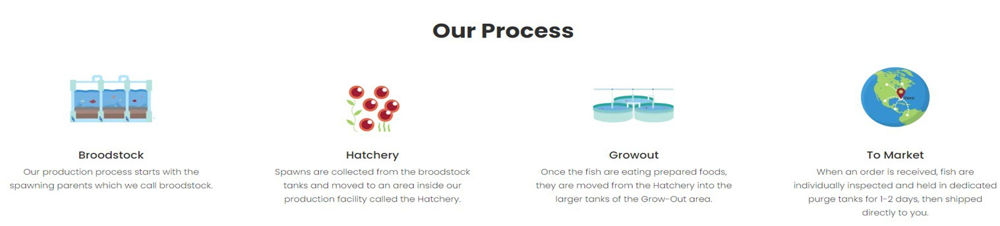 Our Process
Broodstock
Our production process starts with the
spawning parents which we call broodstock.
Hatchery
Spawns are collected from the broodstock
tanks and moved to an area inside our
production facility called the Hatchery.
Growout
Once the fish are eating prepared foods,
they are moved from the Hatchery into the
larger tanks of the Grow-Out area.
To Market
When an order is received, fish are
individually inspected and held in dedicated
purge tanks for 1-2 days, then shipped
directly to you.